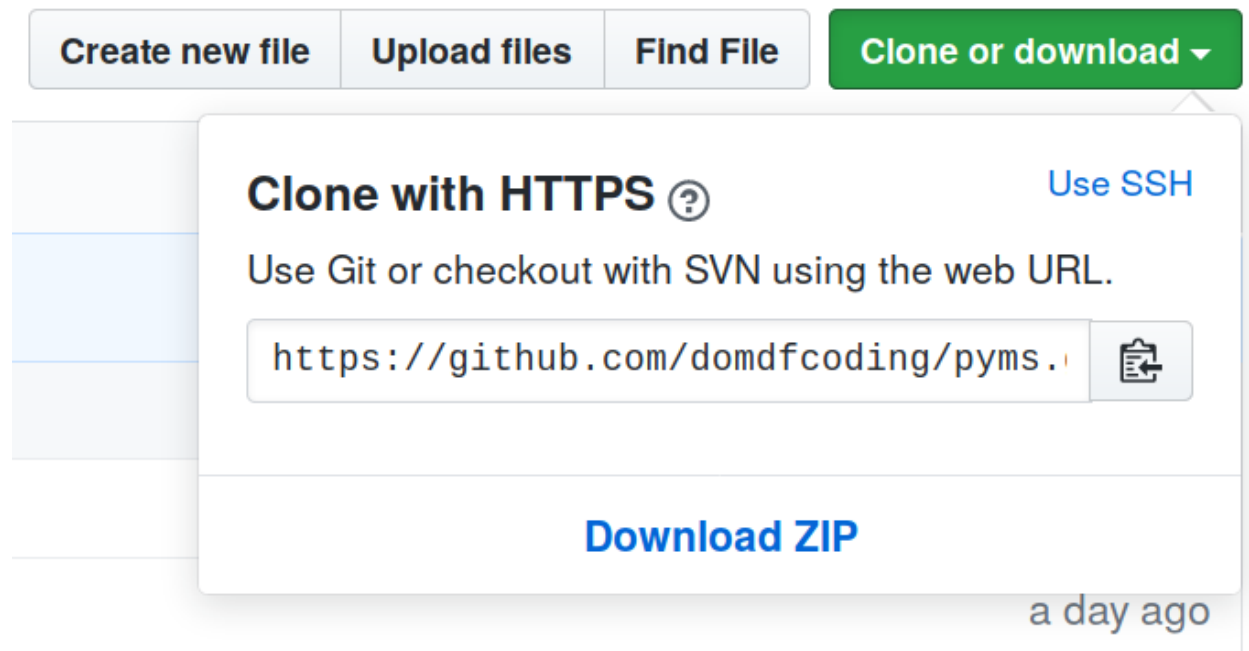 Create new file Upload files Find File Clone or download
Clone with HTTPS ? Use SSH
Use Git or checkout with SVN using the web URL.
https://github.com/domdfcoding/pyms.
Download ZIP
a day ago